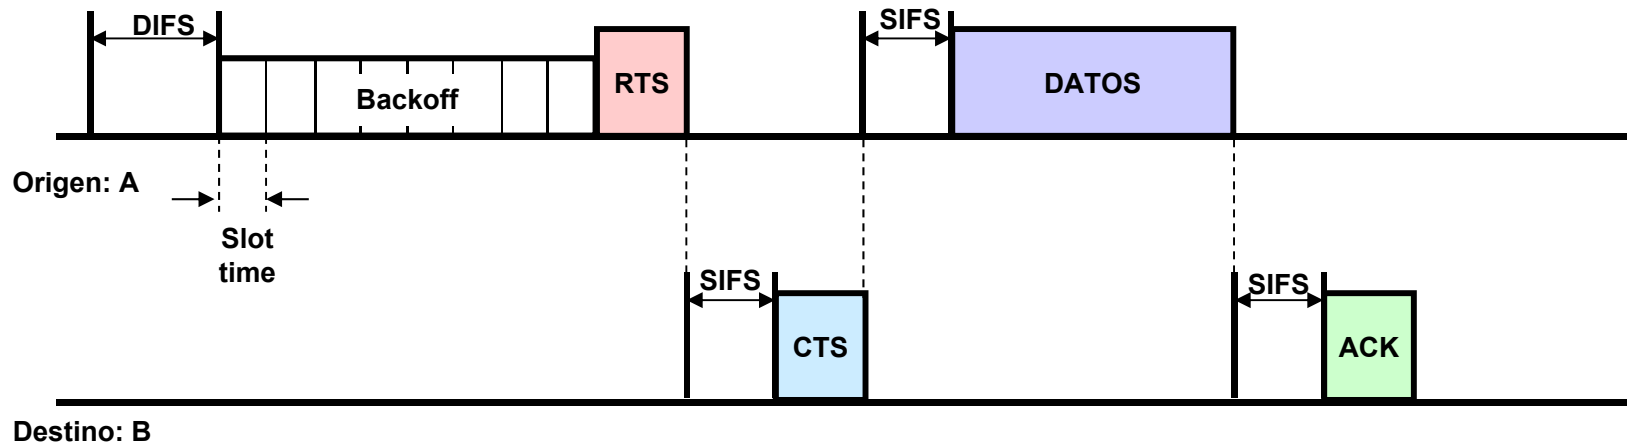 DIFS
SIFS
Backoff
RTS
DATOS
Origen: A
Slot
time
SIFS
SIFS
CTS
ACK
Destino: B